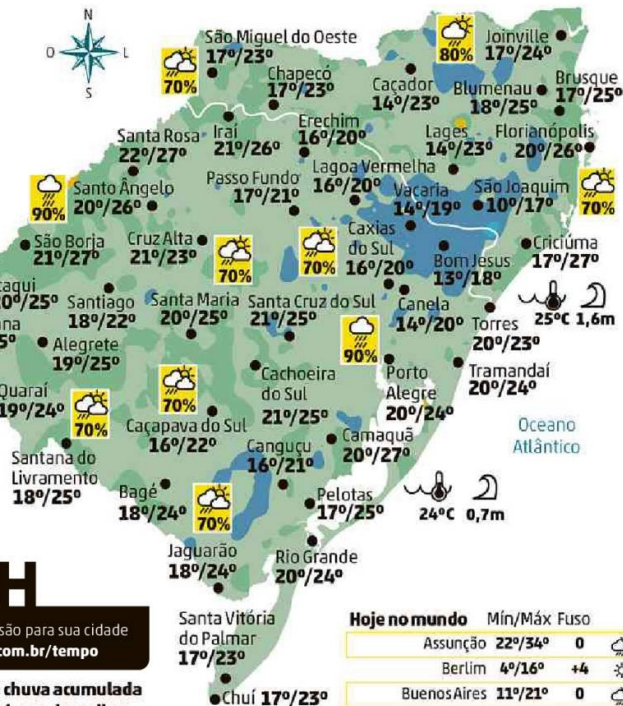 N
O L
S
São Miguel do Oeste
17º/23º
70%
Chapecó
17º/23º
80%
Joinville
17º/24º
Caçador
14º/23º
Blumenau
18º/25º
Brusque
17º/25º
Iraí
21º/26º
Erechim
16º/20º
Lages
14º/23º
Florianópolis
20º/26º
Santa Rosa
22º/27º
Passo Fundo
17º/21º
Lagoa Vermelha
16º/20º
Vacaria
14º/19º
São Joaquim
10º/17º
70%
90%
Santo Ângelo
20º/26º
São Borja
21º/27º
Cruz Alta
21º/23º
70%
70%
Caxias
do Sul
16º/20º
Bom Jesus
13º/18º
Criciúma
17º/27º
25ºC 1,6m
Santiago
18º/22º
Santa Maria
20º/25º
Santa Cruz do Sul
21º/25º
Canela
14º/20º
Torres
20º/23º
Alegrete
19º/25º
90%
Cachoeira
do Sul
21º/25º
Porto
Alegre
20º/24º
Tramandaí
20º/24º
Quaraí
19º/24º
70%
70%
Caçapava do Sul
16º/22º
Oceano
Atlântico
Santana do
Livramento
18º/25º
Canguçu
16º/21º
Camaquã
20º/27º
Bagé
18º/24º
70%
Pelotas
17º/25º
24ºC 0,7m
Jaguarão
18º/24º
Rio Grande
20º/24º
H
são para sua cidade
com.br/tempo
Santa Vitória
do Palmar
17º/23º
Chuí 17º/23º
chuva acumulada
Hoje no mundo Mín/Máx Fuso
Assunção 22º/34º 0
Berlim 4º/16º +4
Buenos Aires 11º/21º 0